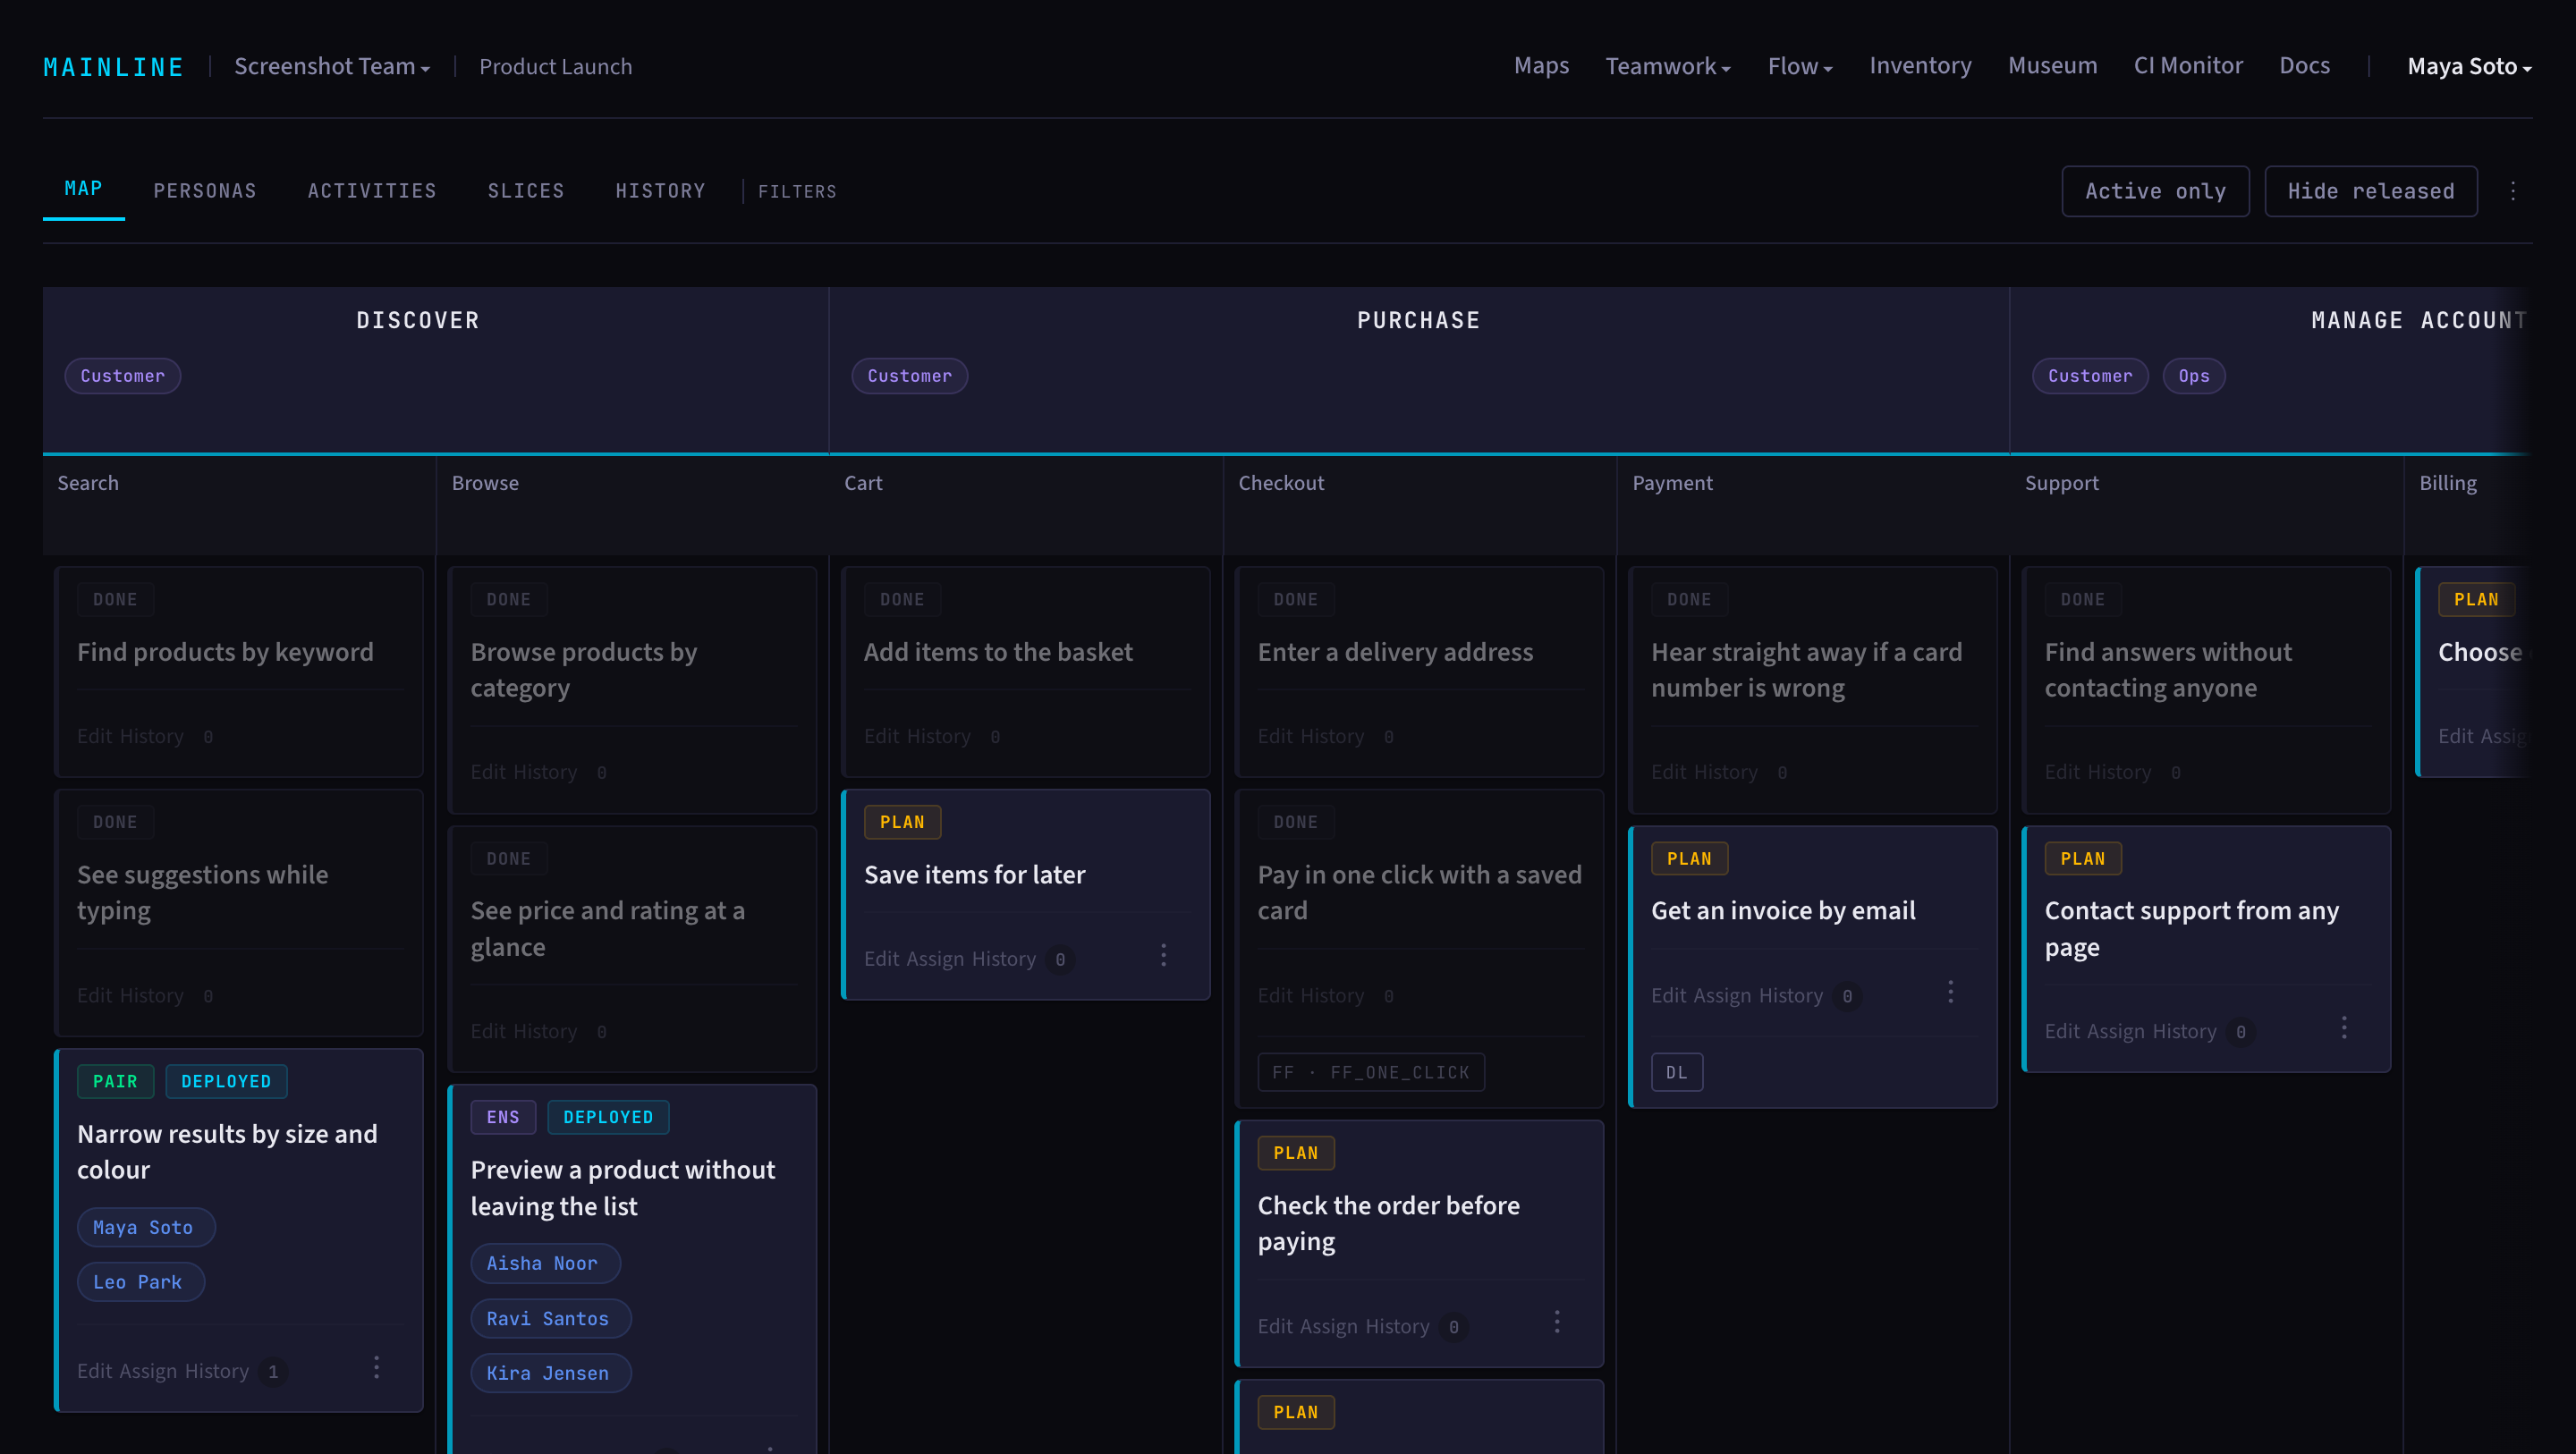 MAINLINE
Screenshot Team
Product Launch
Maps
Teamwork
Flow
Inventory
Museum
CI Monitor
Docs
Maya Soto
MAP
PERSONAS
ACTIVITIES
SLICES
HISTORY
FILTERS
Active only
Hide released
DISCOVER
Customer
PURCHASE
Customer
MANAGE ACCOUNT
Customer
Ops
Search
Browse
Cart
Checkout
Payment
Support
Billing
DONE
Find products by keyword
Edit History 0
DONE
See suggestions while
typing
Edit History 0
PAIR DEPLOYED
Narrow results by size and
colour
Maya Soto
Leo Park
Edit Assign History 1
DONE
Browse products by
category
Edit History 0
DONE
See price and rating at a
glance
Edit History 0
ENS DEPLOYED
Preview a product without
leaving the list
Aisha Noor
Ravi Santos
Kira Jensen
DONE
Add items to the basket
Edit History 0
PLAN
Save items for later
Edit Assign History 0
DONE
Enter a delivery address
Edit History 0
DONE
Pay in one click with a saved
card
Edit History 0
FF · FF_ONE_CLICK
PLAN
Check the order before
paying
Edit Assign History 0
PLAN
DONE
Hear straight away if a card
number is wrong
Edit History 0
PLAN
Get an invoice by email
Edit Assign History 0
DL
DONE
Find answers without
contacting anyone
Edit History 0
PLAN
Contact support from any
page
Edit Assign History 0
PLAN
Choose
Edit